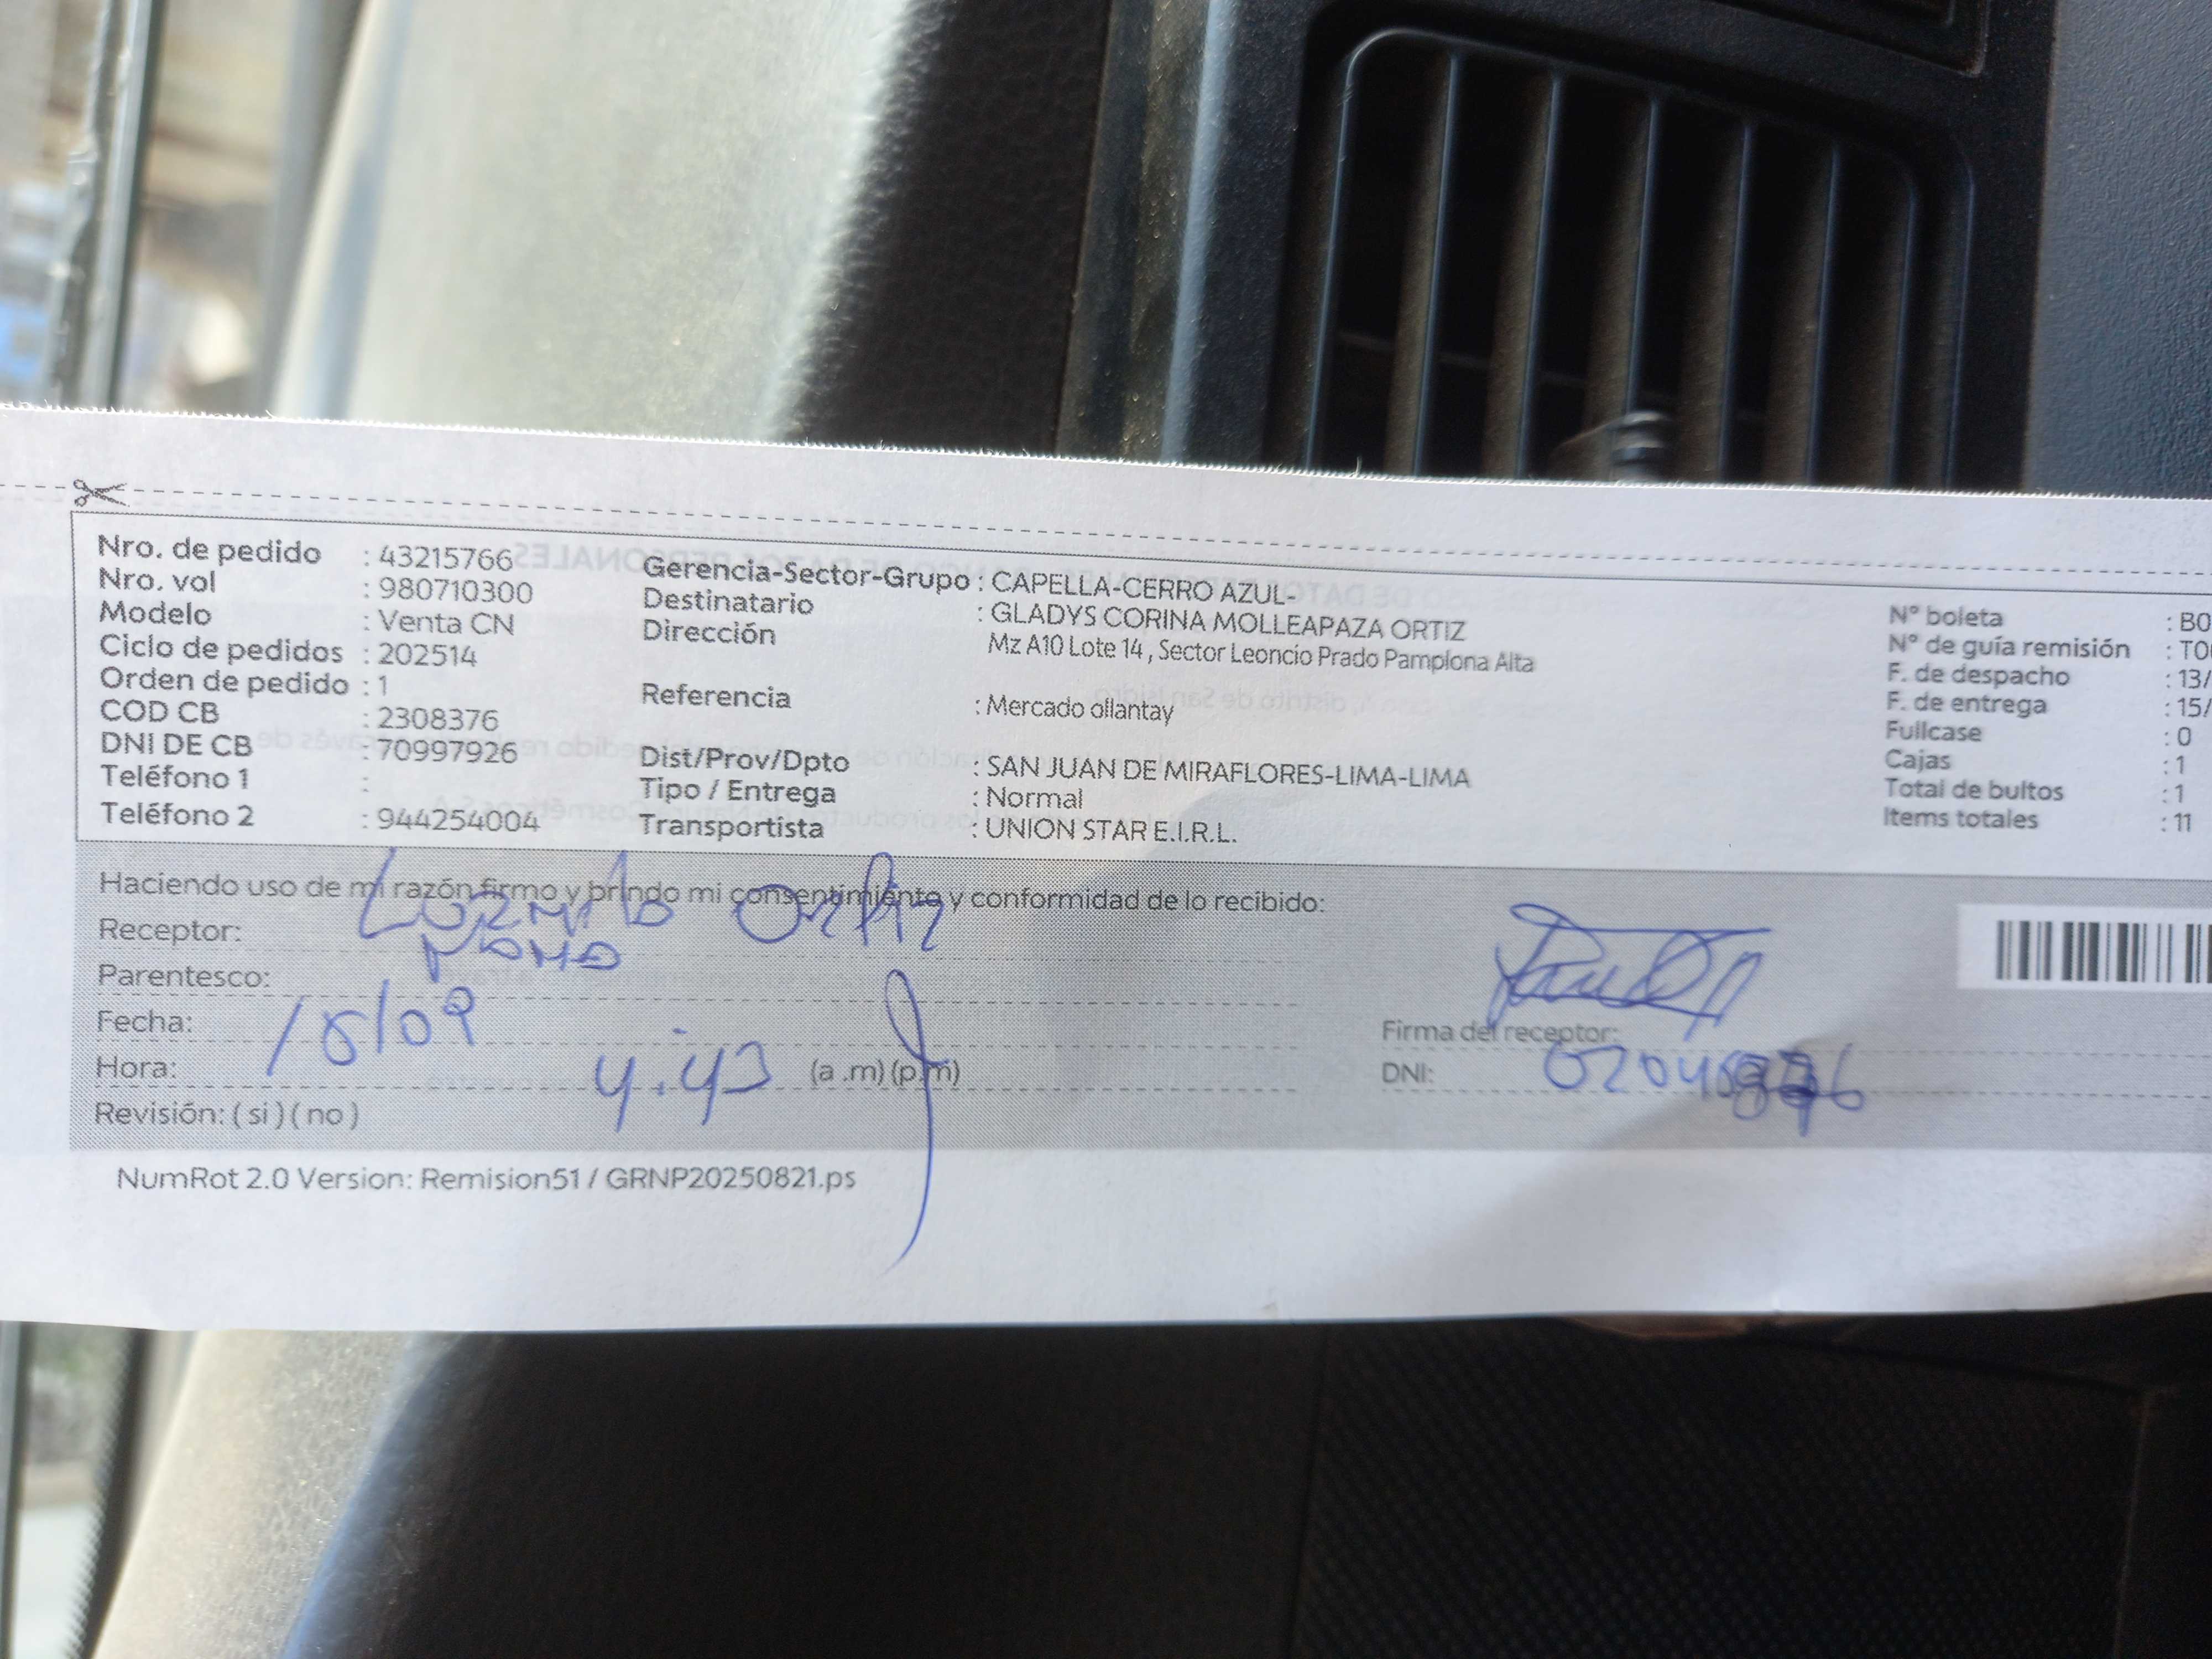 Nro. de pedido : 43215766
Nro. vol : 980710300
Modelo : Venta CN
Ciclo de pedidos : 202514
Orden de pedido : 1
COD CB : 2308376
DNI DE CB : 70997926
Teléfono 1 :
Teléfono 2 : 944254004
Gerencia-Sector-Grupo : CAPELLA-CERRO AZUL-
Destinatario : GLADYS CORINA MOLLEAPAZA ORTIZ
Dirección Mz A10 Lote 14 , Sector Leoncio Prado Pamplona Alta
Referencia : Mercado ollantay
Dist/Prov/Dpto : SAN JUAN DE MIRAFLORES-LIMA-LIMA
Tipo / Entrega : Normal
Transportista : UNION STAR E.I.R.L.
N° boleta : B0
N° de guía remisión : T0
F. de despacho : 13/
F. de entrega : 15/
Fullcase : 0
Cajas : 1
Total de bultos : 1
Items totales : 11
Haciendo uso de mi razón firmo y brindo mi consentimiento y conformidad de lo recibido:
Receptor: Ortiz
Parentesco:
Fecha: 15/09
Hora: 4:43 (a .m) (p.m)
Revisión: ( si ) ( no )
Firma del receptor:
DNI:
NumRot 2.0 Version: Remision51 / GRNP20250821.ps